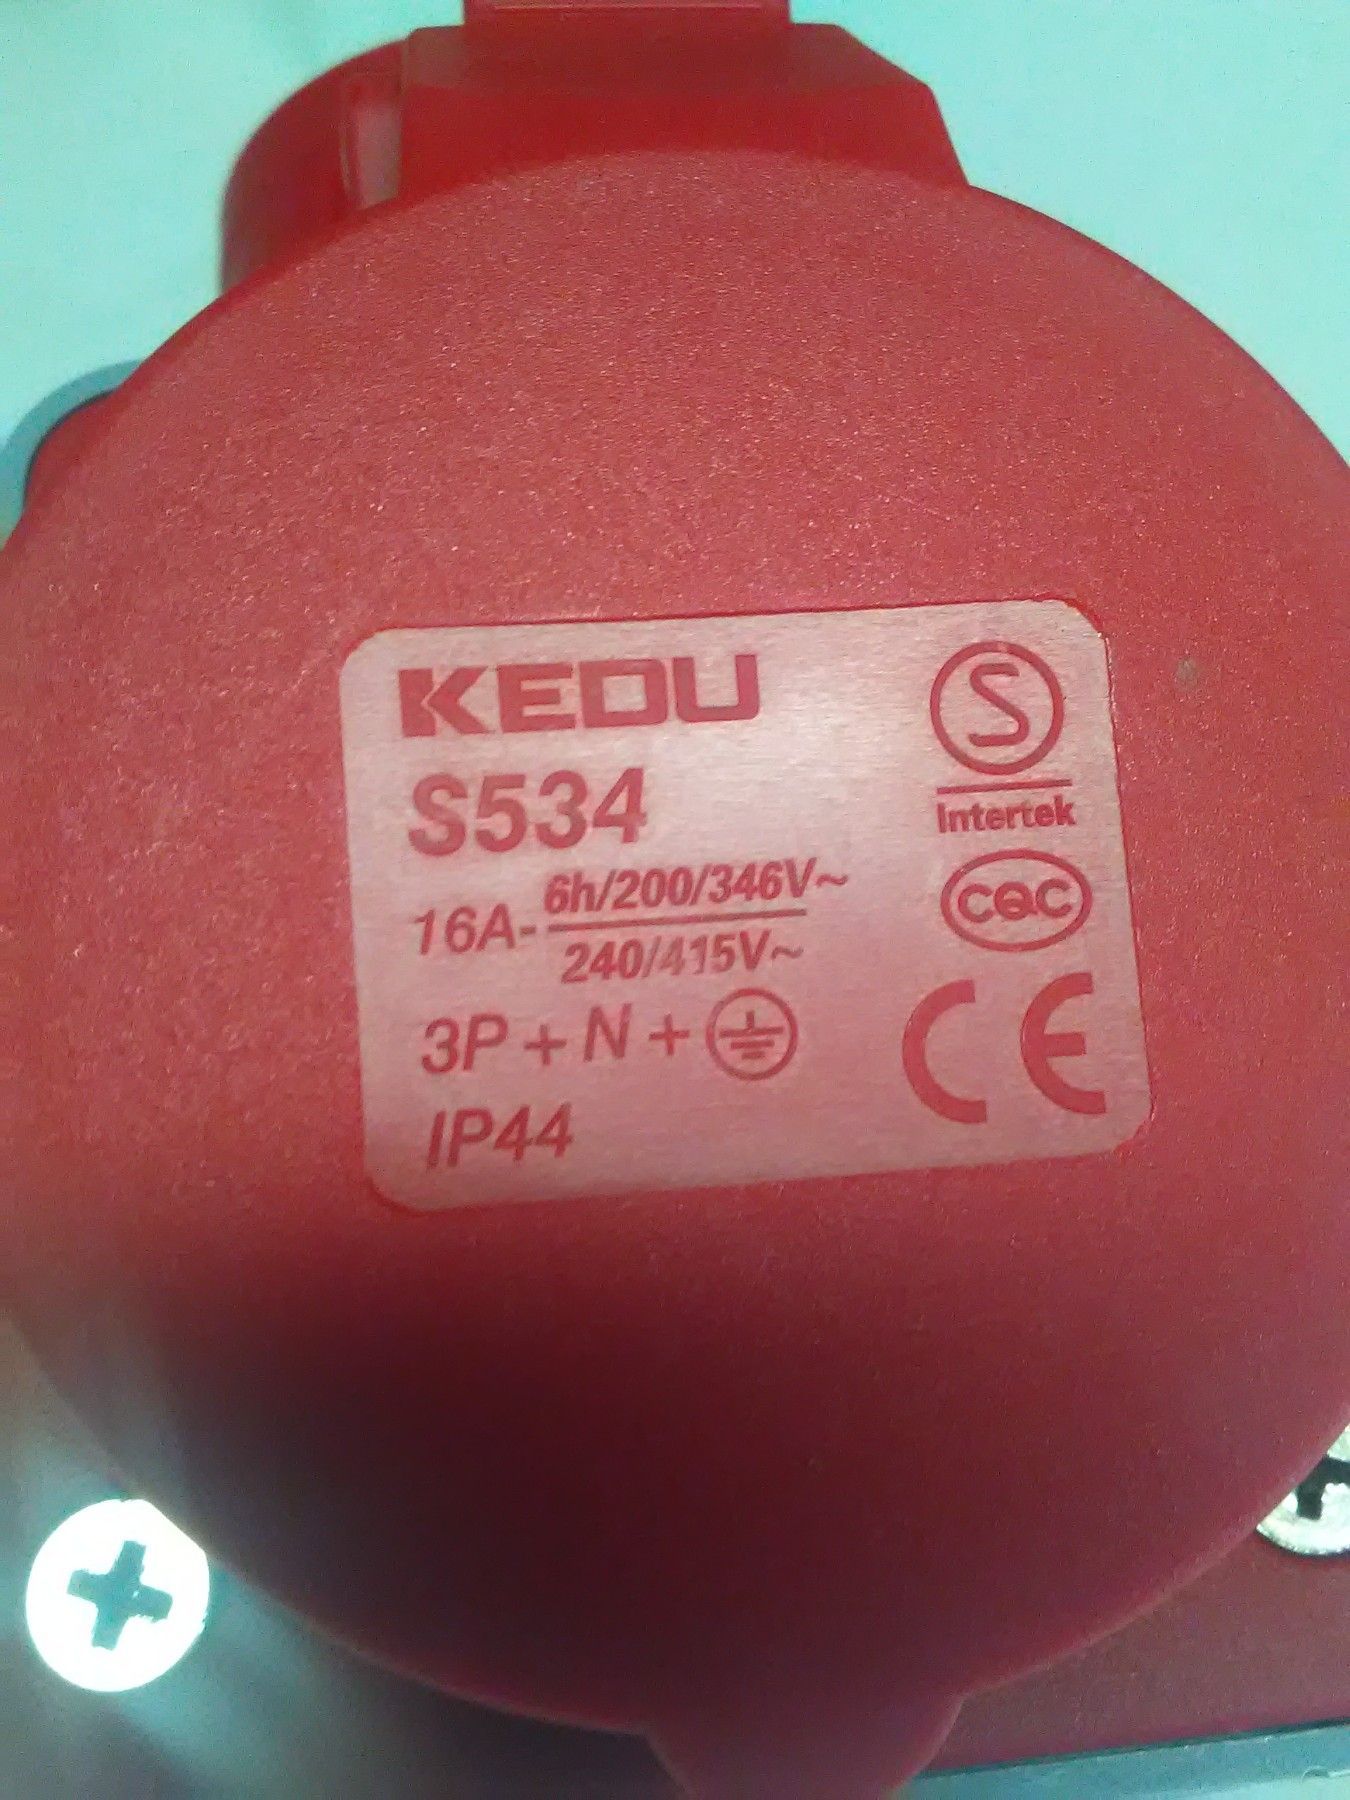 KEDU
S534
16A-6h/200/346V~
240/415V~
3P+N+
IP44
S
Intertek
CQC
CE